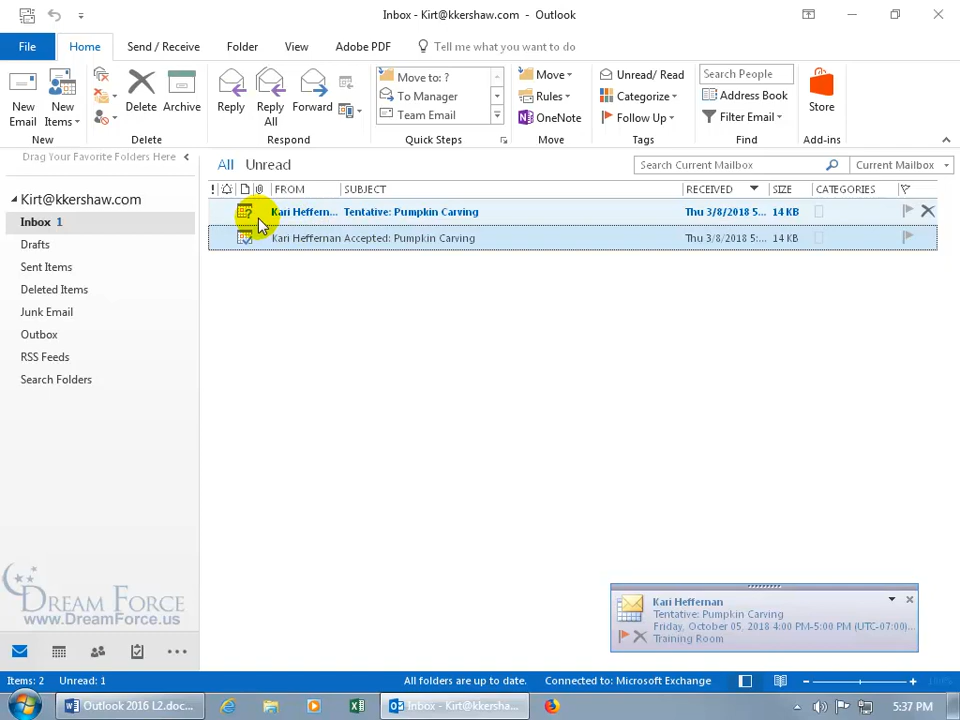 Inbox - Kirt@kkershaw.com - Outlook
File Home Send / Receive Folder View Adobe PDF Tell me what you want to do
New Email
New Items
Delete
Archive
Reply
Reply All
Forward
Move to: ?
To Manager
Team Email
Move
Rules
OneNote
Unread/ Read
Categorize
Follow Up
Search People
Address Book
Filter Email
Store
New Delete Respond Quick Steps Move Tags Find Add-ins
Drag Your Favorite Folders Here
All Unread
Search Current Mailbox Current Mailbox
! FROM SUBJECT RECEIVED SIZE CATEGORIES
Kirt@kkershaw.com
Inbox 1
Drafts
Sent Items
Deleted Items
Junk Email
Outbox
RSS Feeds
Search Folders
Kari Heffern... Tentative: Pumpkin Carving Thu 3/8/2018 5... 14 KB
Kari Heffernan Accepted: Pumpkin Carving Thu 3/8/2018 5:... 14 KB
Kari Heffernan
Tentative: Pumpkin Carving
Friday, October 05, 2018 4:00 PM-5:00 PM (UTC-07:00)...
Training Room
DREAM FORCE
www.DreamForce.us
Items: 2 Unread: 1 All folders are up to date. Connected to: Microsoft Exchange
Outlook 2016 L2.doc...
Inbox - Kirt@kkersha...
5:37 PM